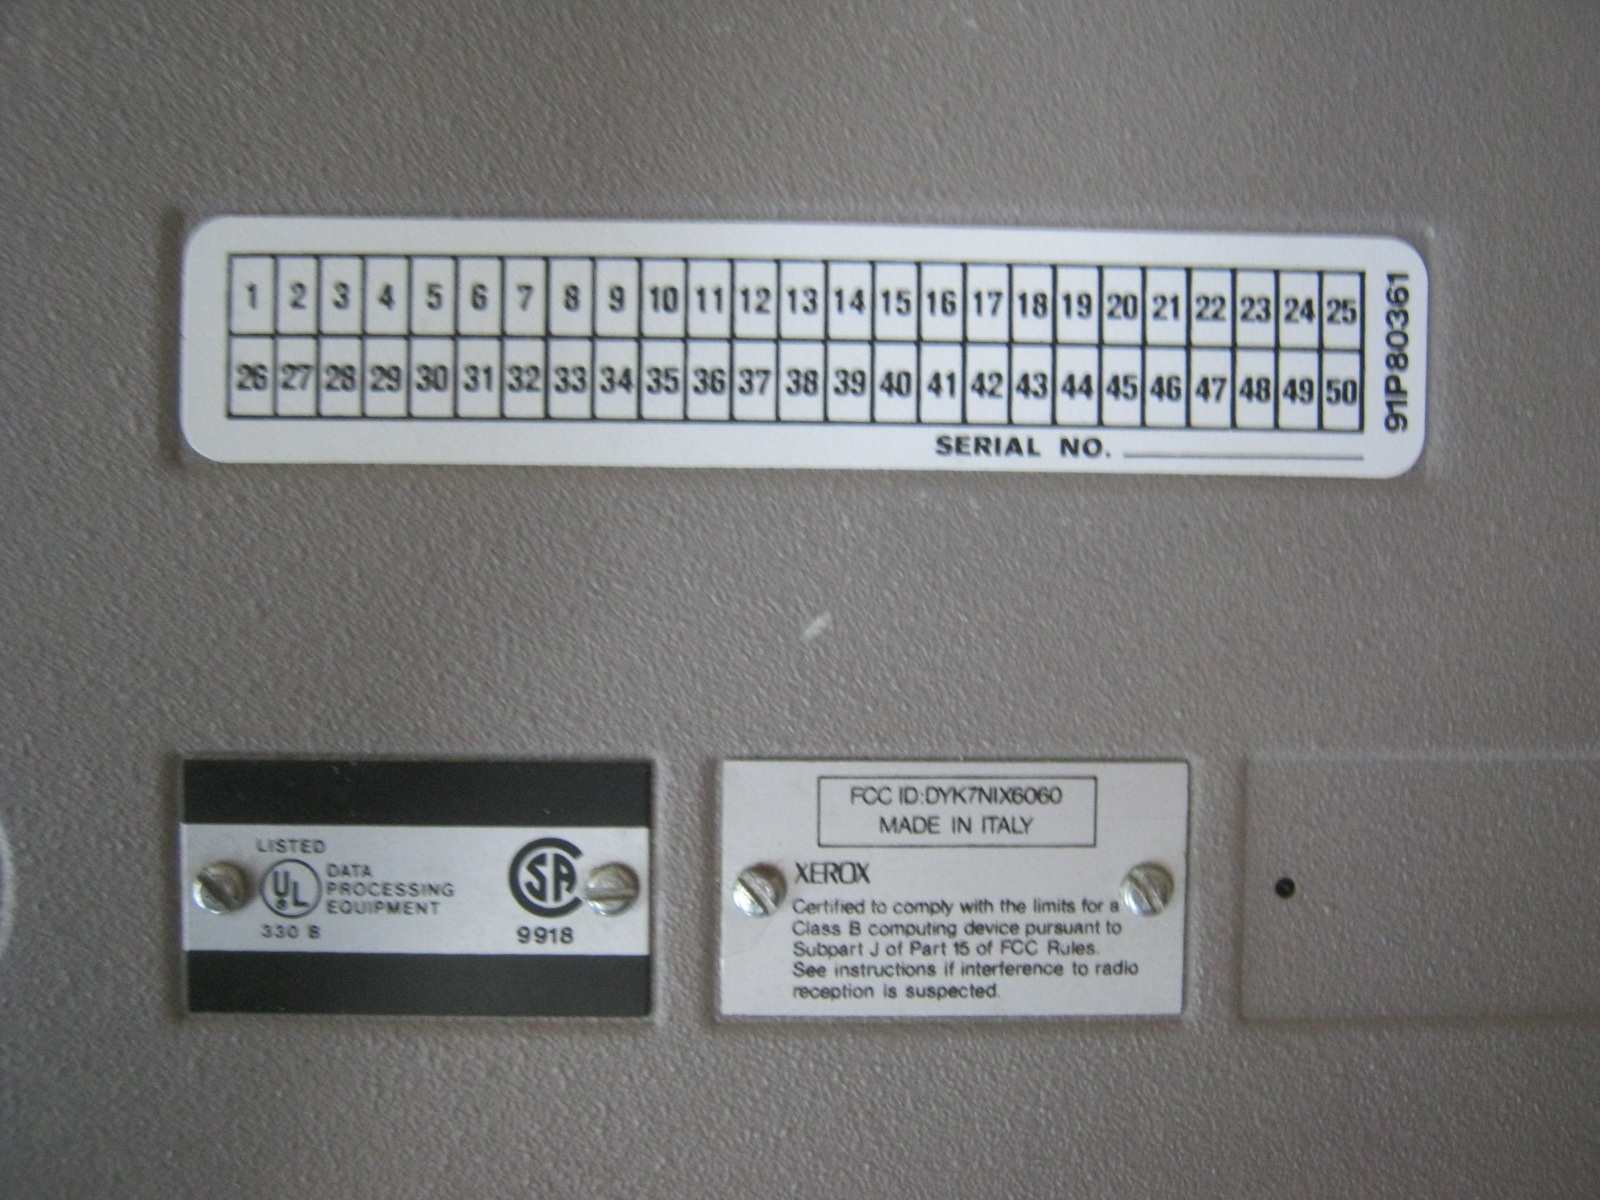 1 2 3 4 5 6 7 8 9 10 11 12 13 14 15 16 17 18 19 20 21 22 23 24 25
26 27 28 29 30 31 32 33 34 35 36 37 38 39 40 41 42 43 44 45 46 47 48 49 50
SERIAL NO.
91P80361
LISTED
UL
DATA
PROCESSING
EQUIPMENT
330 B
CSA
9918
FCC ID:DYK7NIX6060
MADE IN ITALY
XEROX
Certified to comply with the limits for a
Class B computing device pursuant to
Subpart J of Part 15 of FCC Rules.
See instructions if interference to radio
reception is suspected.